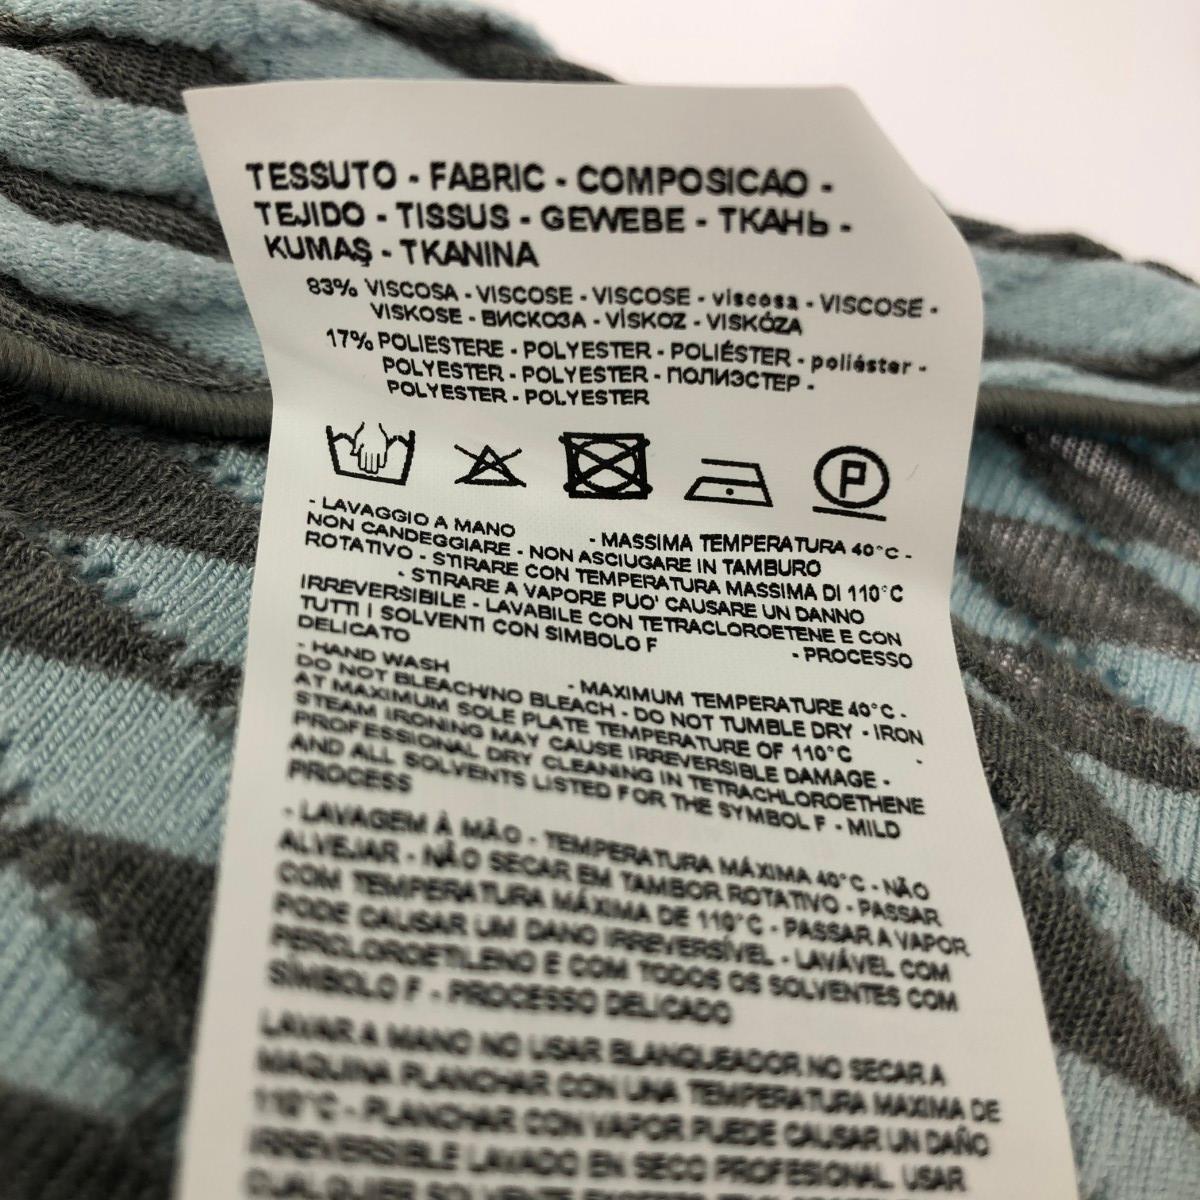 TESSUTO - FABRIC - COMPOSICAO -
TEJIDO - TISSUS - GEWEBE - ТКАНЬ -
KUMAŞ - TKANINA
83% VISCOSA - VISCOSE - VISCOSE - viscosa - VISCOSE -
VISKOSE - ВИСКОЗА - VİSKOZ - VISKÓZA
17% POLIESTERE - POLYESTER - POLIÉSTER - poliéster -
POLYESTER - POLYESTER - ПОЛИЭСТЕР -
POLYESTER - POLYESTER
P
- LAVAGGIO A MANO - MASSIMA TEMPERATURA 40°C -
NON CANDEGGIARE - NON ASCIUGARE IN TAMBURO
ROTATIVO - STIRARE CON TEMPERATURA MASSIMA DI 110°C
- STIRARE A VAPORE PUO' CAUSARE UN DANNO
IRREVERSIBILE - LAVABILE CON TETRACLOROETENE E CON
TUTTI I SOLVENTI CON SIMBOLO F - PROCESSO
DELICATO
- HAND WASH - MAXIMUM TEMPERATURE 40°C -
DO NOT BLEACH/NO BLEACH - DO NOT TUMBLE DRY - IRON
AT MAXIMUM SOLE PLATE TEMPERATURE OF 110°C -
STEAM IRONING MAY CAUSE IRREVERSIBLE DAMAGE -
PROFESSIONAL DRY CLEANING IN TETRACHLOROETHENE
AND ALL SOLVENTS LISTED FOR THE SYMBOL F - MILD
PROCESS
- LAVAGEM À MÃO - TEMPERATURA MÁXIMA 40°C - NÃO
ALVEJAR - NÃO SECAR EM TAMBOR ROTATIVO - PASSAR
COM TEMPERATURA MÁXIMA DE 110°C - PASSAR A VAPOR
PODE CAUSAR UM DANO IRREVERSÍVEL - LAVÁVEL COM
PERCLOROETILENO E COM TODOS OS SOLVENTES COM
SÍMBOLO F - PROCESSO DELICADO
LAVAR A MANO NO USAR BLANQUEADOR NO SECAR A
MAQUINA PLANCHAR CON UNA TEMPERATURA MAXIMA DE
110°C - PLANCHAR CON VAPOR PUEDE CAUSAR UN DAÑO
IRREVERSIBLE LAVADO EN SECO PROFESIONAL. USAR
CUALQUIER SOLVENTE EXCEPTO